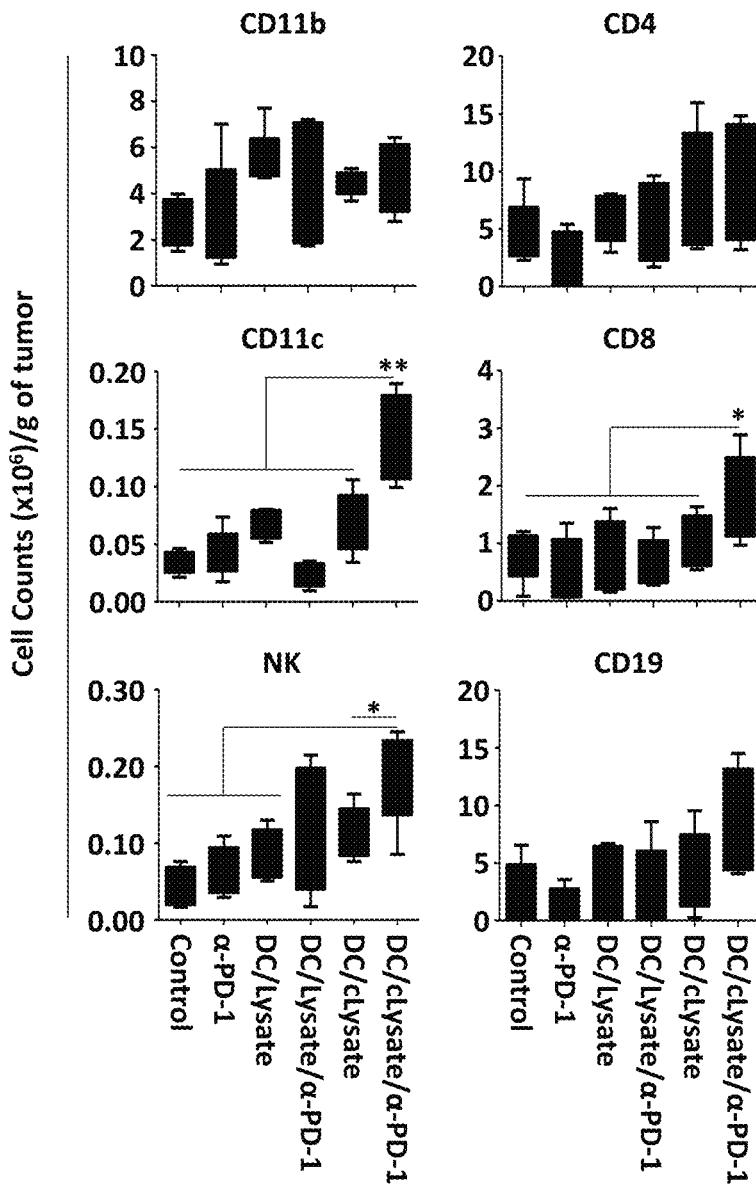 Cell Counts (x10⁶)/g of tumor
CD11b
10
8
6
4
2
0
CD4
20
15
10
5
0
CD11c
**
0.20
0.15
0.10
0.05
0.00
CD8
*
4
3
2
1
0
NK
*
0.30
0.20
0.10
0.00
CD19
20
15
10
5
0
Control
α-PD-1
DC/Lysate
DC/Lysate/α-PD-1
DC/cLysate
DC/cLysate/α-PD-1
Control
α-PD-1
DC/Lysate
DC/Lysate/α-PD-1
DC/cLysate
DC/cLysate/α-PD-1